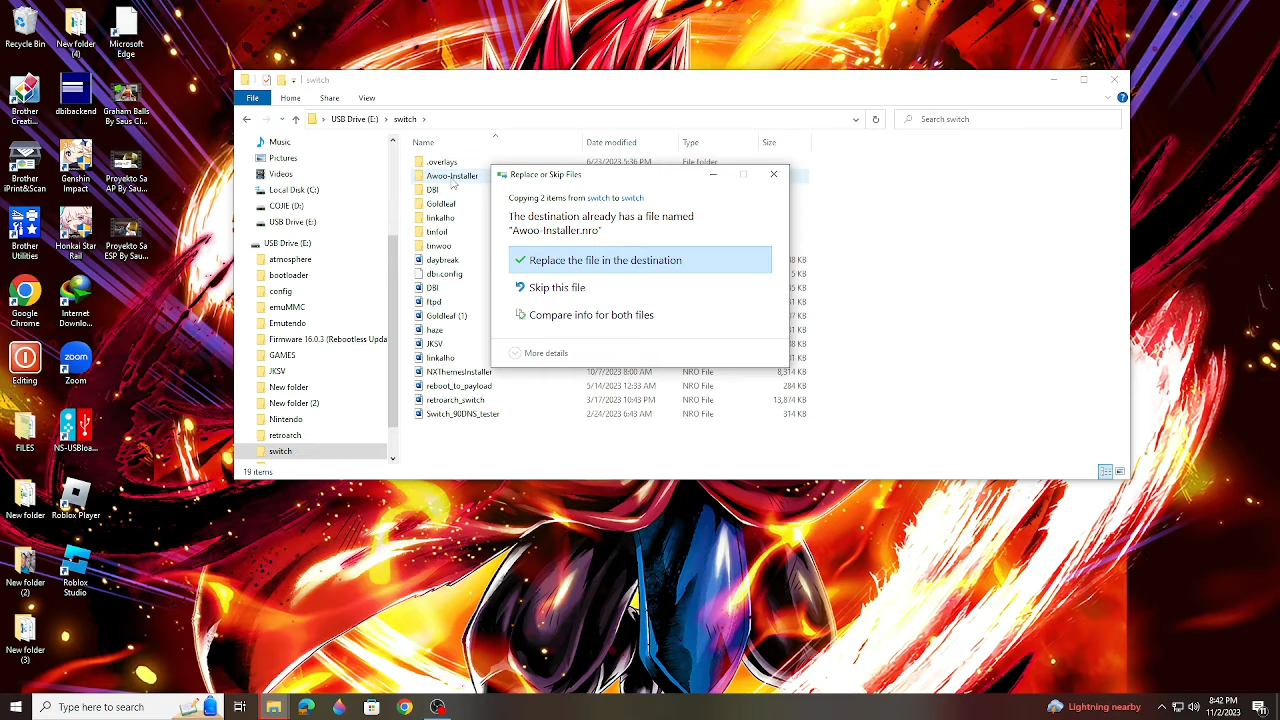 Recycle Bin
New folder
(4)
Microsoft
Edge
Brother
Creati...
dbibackend
Graham Balls
By Sau...
Brother
iPrint&Scan
Genshin
Impact
Proyekto Sa
AP By Sau...
Brother
Utilities
Honkai Star
Rail
Proyekto Sa
ESP By Sau...
Google
Chrome
Internet
Downlo...
Editing
zoom
Zoom
FILES
NS-USBloa...
New folder
Roblox Player
New folder
(2)
Roblox
Studio
New folder
(3)
switch
File
Home
Share
View
USB Drive (E:)
switch
Search switch
Music
Pictures
Videos
Local Disk (C:)
COJIE (D:)
USB Drive (E:)
USB Drive (E:)
atmosphere
bootloader
config
emuMMC
Emutendo
Firmware 16.0.3 (Rebootless Upda
GAMES
JKSV
New folder
New folder (2)
Nintendo
retroarch
switch
19 items
Name
Date modified
Type
Size
.overlays
6/23/2023 5:36 PM
File folder
Awoo-Installer
DBI
Goldleaf
linkalho
tinfoil
tinwoo
daybreak
dbi.config
5 KB
DBI
ftpd
Goldleaf (1)
haze
JKSV
linkalho
NXThemesInstaller
10/7/2023 8:00 AM
NRO File
8,314 KB
reboot_to_payload
5/14/2023 12:33 AM
NRO File
284 KB
retroarch_switch
3/17/2023 10:43 PM
NRO File
13,874 KB
Switch_90DNS_tester
2/24/2023 6:43 AM
NRO File
314 KB
Replace or Skip Files
Copying 2 items from switch to switch
The destination already has a file named
"Awoo-Installer.nro"
Replace the file in the destination
Skip this file
Compare info for both files
More details
Type here to search
Lightning nearby
8:42 PM
11/2/2023